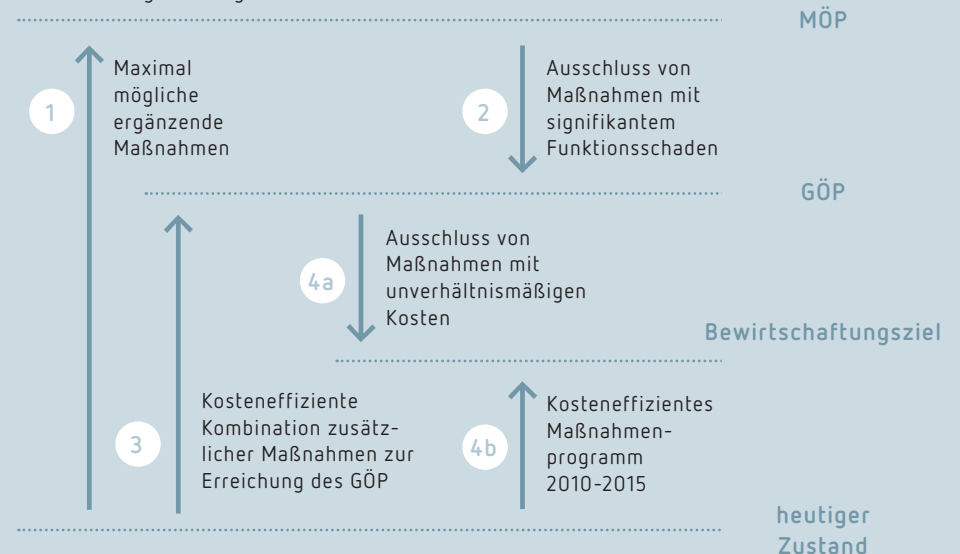 MÖP
1
Maximal
mögliche
ergänzende
Maßnahmen
2
Ausschluss von
Maßnahmen mit
signifikantem
Funktionsschaden
GÖP
4a
Ausschluss von
Maßnahmen mit
unverhältnismäßigen
Kosten
Bewirtschaftungsziel
3
Kosteneffiziente
Kombination zusätz-
licher Maßnahmen zur
Erreichung des GÖP
4b
Kosteneffizientes
Maßnahmen-
programm
2010-2015
heutiger
Zustand